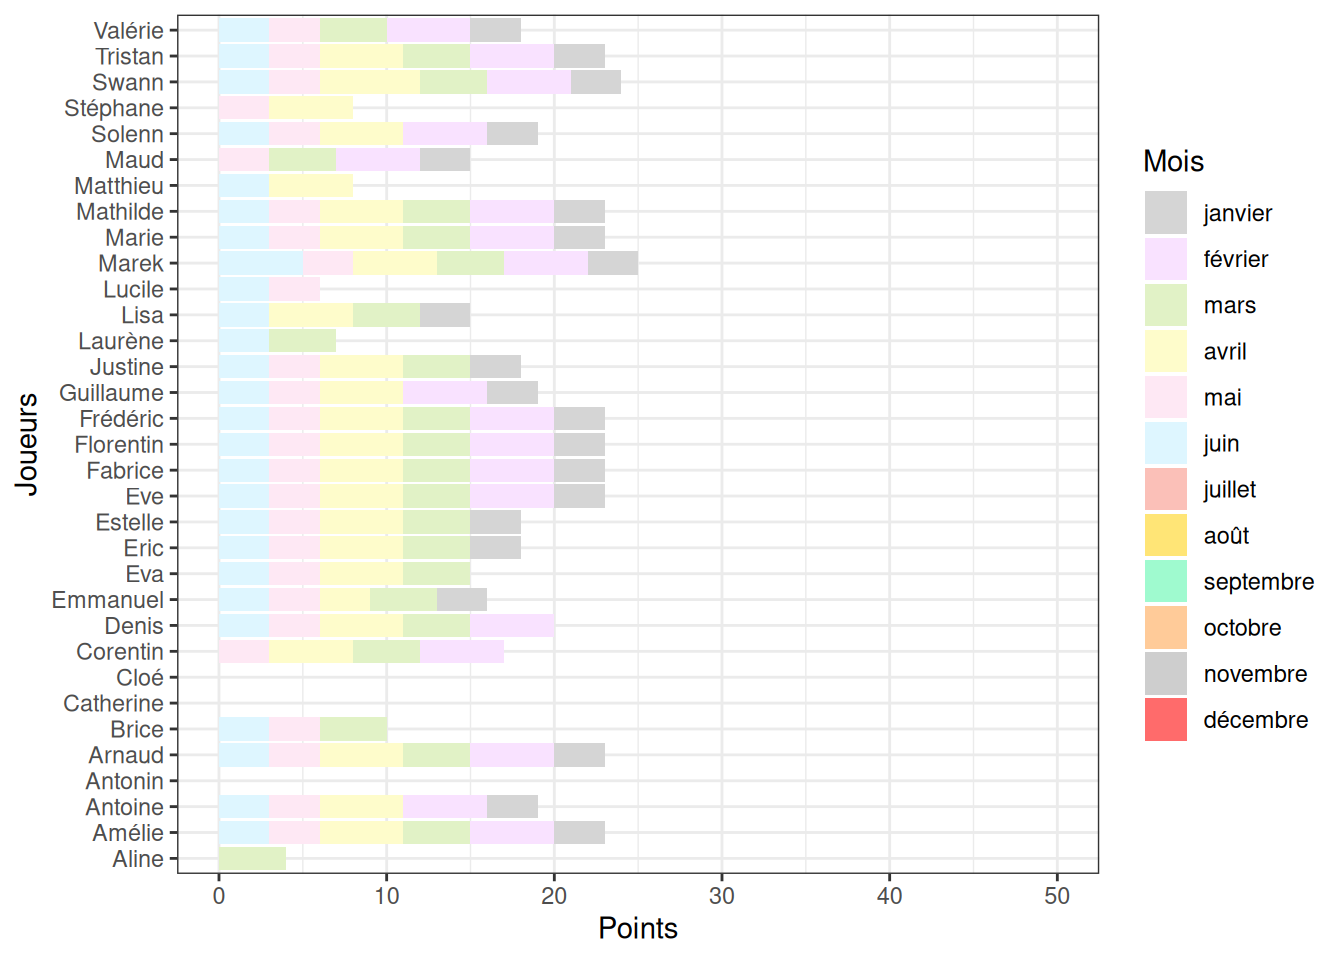 Valérie
Tristan
Swann
Stéphane
Solenn
Maud
Matthieu
Mathilde
Marie
Marek
Lucile
Lisa
Laurène
Justine
Guillaume
Frédéric
Florentin
Fabrice
Eve
Estelle
Eric
Eva
Emmanuel
Denis
Corentin
Cloé
Catherine
Brice
Arnaud
Antonin
Antoine
Amélie
Aline
Joueurs
0 10 20 30 40 50
Points
Mois
janvier
février
mars
avril
mai
juin
juillet
août
septembre
octobre
novembre
décembre